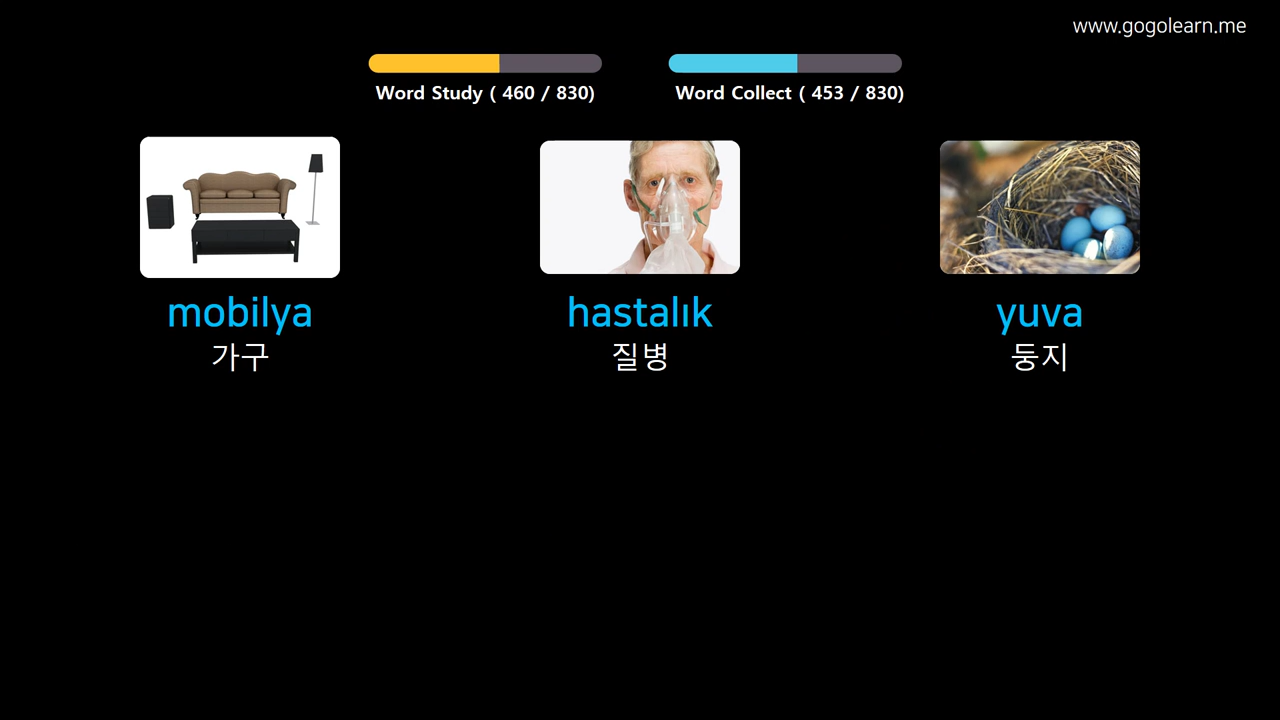 www.gogolearn.me
Word Study ( 460 / 830)
Word Collect ( 453 / 830)
mobilya
가구
hastalık
질병
yuva
둥지